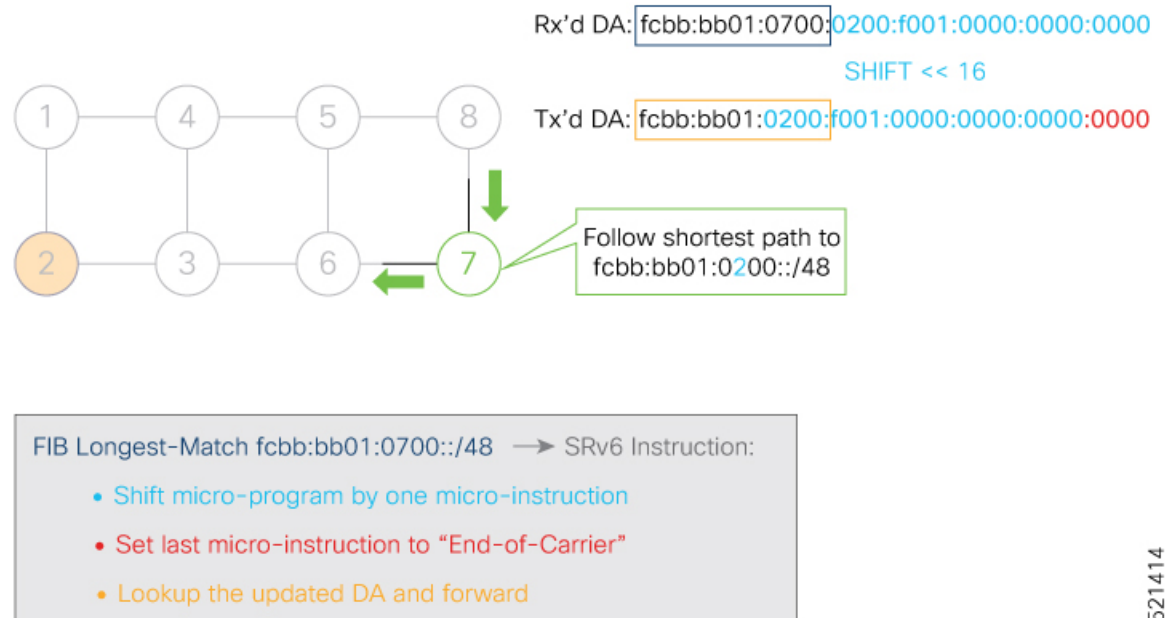 Rx'd DA: fcbb:bb01:0700:0200:f001:0000:0000:0000
SHIFT << 16
Tx'd DA: fcbb:bb01:0200:f001:0000:0000:0000:0000
1
4
5
8
2
3
6
7
Follow shortest path to
fcbb:bb01:0200::/48
FIB Longest-Match fcbb:bb01:0700::/48 → SRv6 Instruction:
• Shift micro-program by one micro-instruction
• Set last micro-instruction to “End-of-Carrier”
• Lookup the updated DA and forward
521414